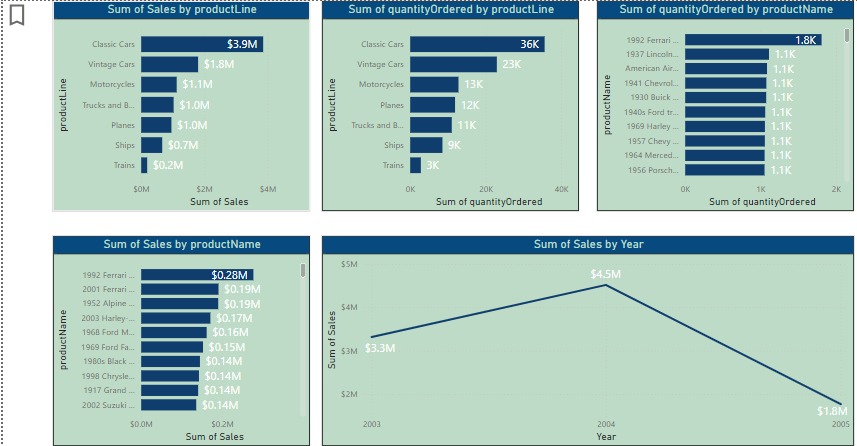 Sum of Sales by productLine
productLine
Classic Cars $3.9M
Vintage Cars $1.8M
Motorcycles $1.1M
Trucks and B... $1.0M
Planes $1.0M
Ships $0.7M
Trains $0.2M
$0M $2M $4M
Sum of Sales
Sum of quantityOrdered by productLine
productLine
Classic Cars 36K
Vintage Cars 23K
Motorcycles 13K
Planes 12K
Trucks and B... 11K
Ships 9K
Trains 3K
0K 20K 40K
Sum of quantityOrdered
Sum of quantityOrdered by productName
productName
1992 Ferrari ... 1.8K
1937 Lincoln... 1.1K
American Air... 1.1K
1941 Chevrol... 1.1K
1930 Buick ... 1.1K
1940s Ford tr... 1.1K
1969 Harley ... 1.1K
1957 Chevy ... 1.1K
1964 Merced... 1.1K
1956 Porsch... 1.1K
0K 1K 2K
Sum of quantityOrdered
Sum of Sales by productName
productName
1992 Ferrari ... $0.28M
2001 Ferrari ... $0.19M
1952 Alpine ... $0.19M
2003 Harley-... $0.17M
1968 Ford M... $0.16M
1969 Ford Fa... $0.15M
1980s Black ... $0.14M
1998 Chrysle... $0.14M
1917 Grand ... $0.14M
2002 Suzuki ... $0.14M
$0.0M $0.2M
Sum of Sales
Sum of Sales by Year
Sum of Sales
$5M
$4M
$3M
$2M
$3.3M
$4.5M
$1.8M
2003 2004 2005
Year